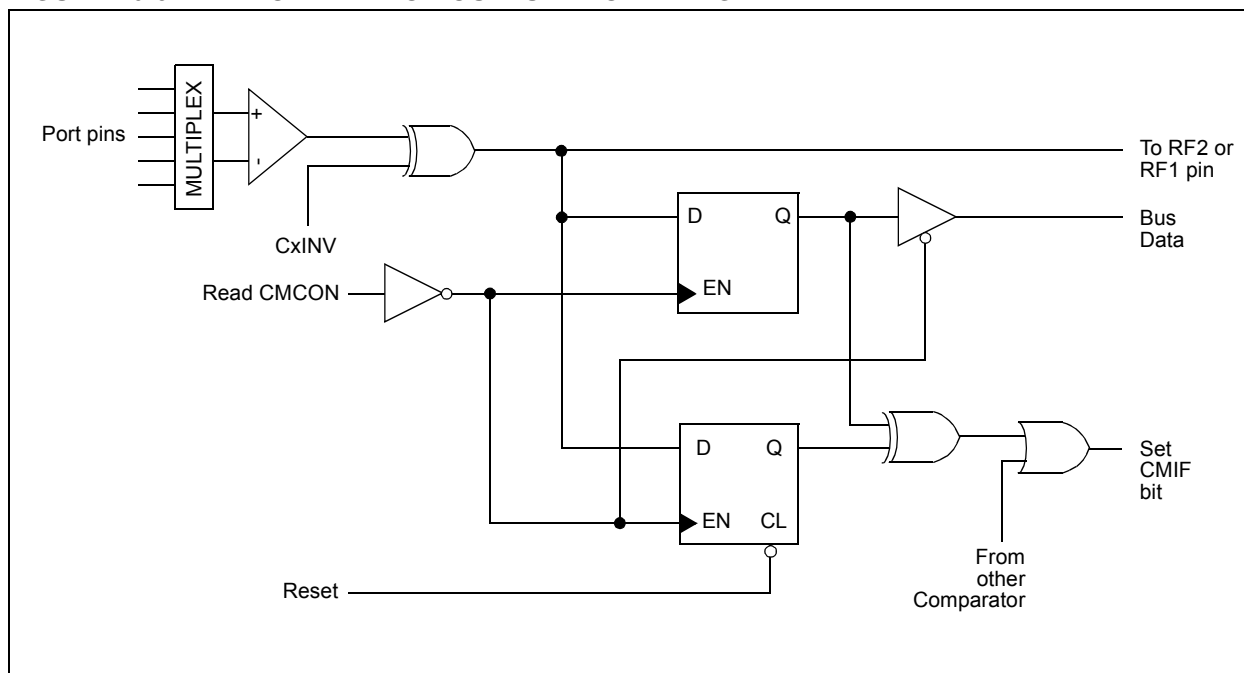 MULTIPLEX
Port pins
+
-
CxINV
To RF2 or
RF1 pin
D
Q
EN
Bus
Data
Read CMCON
D
Q
EN
CL
Set
CMIF
bit
From
other
Comparator
Reset